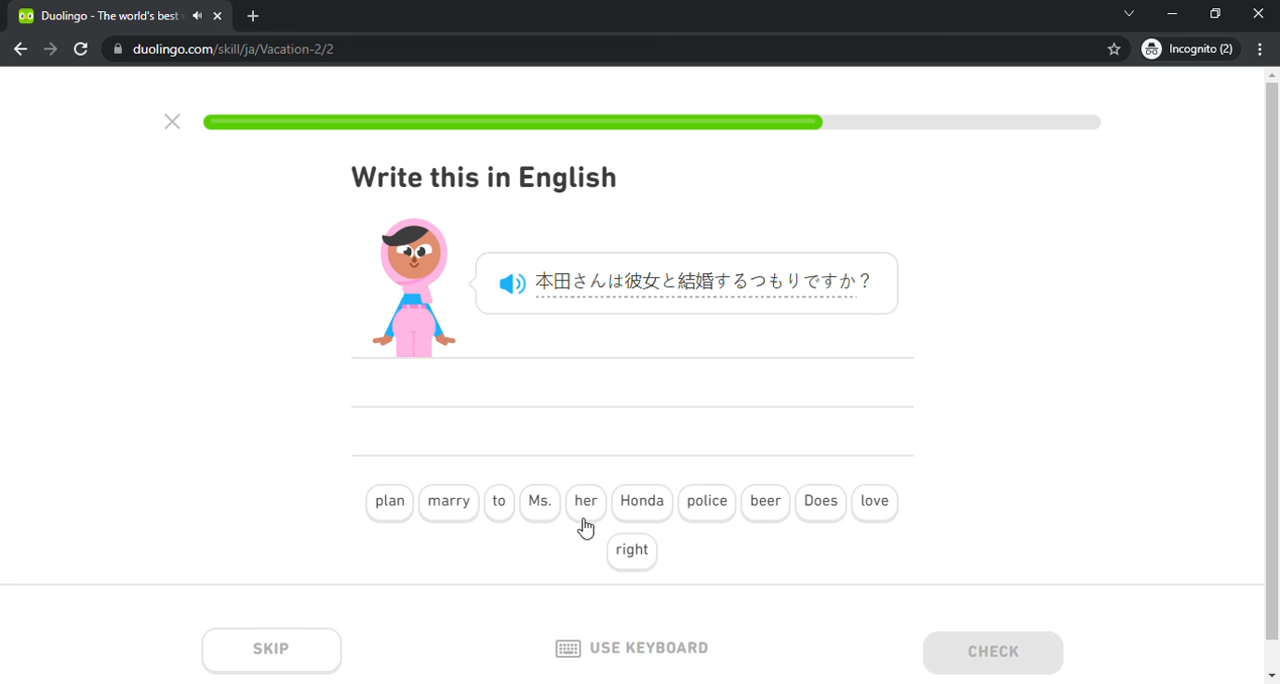 Duolingo - The world's best
duolingo.com/skill/ja/Vacation-2/2
Incognito (2)
Write this in English
本田さんは彼女と結婚するつもりですか？
plan marry to Ms. her Honda police beer Does love
right
SKIP
USE KEYBOARD
CHECK